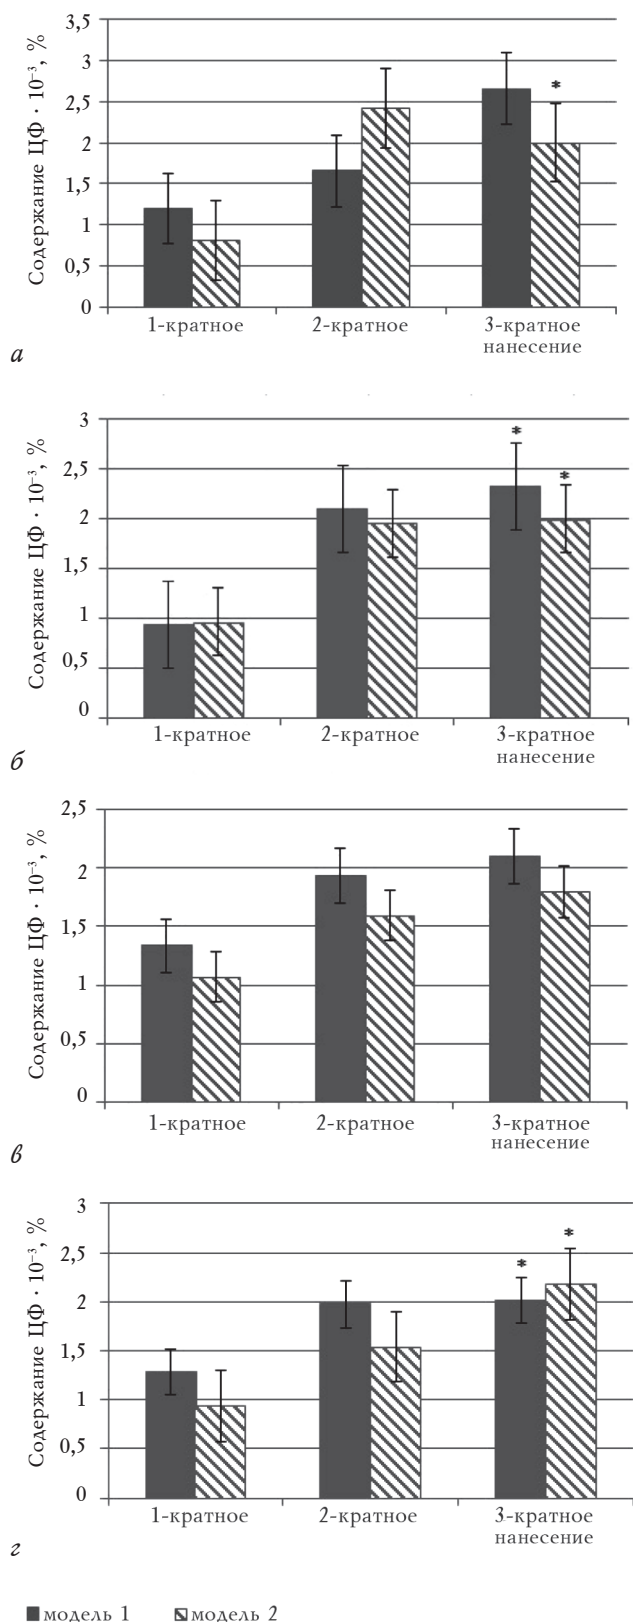 Содержание ЦФ · 10⁻³, %
3,5
3
2,5
2
1,5
1
0,5
0
*
1-кратное 2-кратное 3-кратное
нанесение
а
Содержание ЦФ · 10⁻³, %
3
2,5
2
1,5
1
0,5
0
* *
1-кратное 2-кратное 3-кратное
нанесение
б
Содержание ЦФ · 10⁻³, %
2,5
2
1,5
1
0,5
0
1-кратное 2-кратное 3-кратное
нанесение
в
Содержание ЦФ · 10⁻³, %
3
2,5
2
1,5
1
0,5
0
* *
1-кратное 2-кратное 3-кратное
нанесение
г
модель 1 модель 2